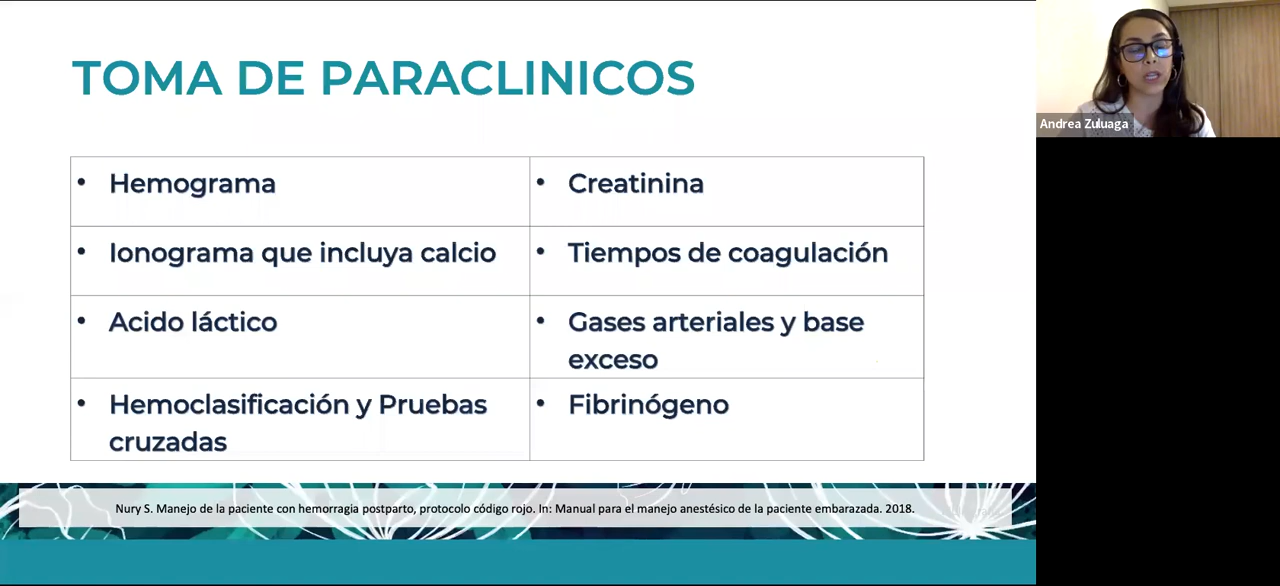 TOMA DE PARACLINICOS
Andrea Zuluaga
• Hemograma
• Creatinina
• Ionograma que incluya calcio
• Tiempos de coagulación
• Acido láctico
• Gases arteriales y base
exceso
• Hemoclasificación y Pruebas
cruzadas
• Fibrinógeno
Nury S. Manejo de la paciente con hemorragia postparto, protocolo código rojo. In: Manual para el manejo anestésico de la paciente embarazada. 2018.